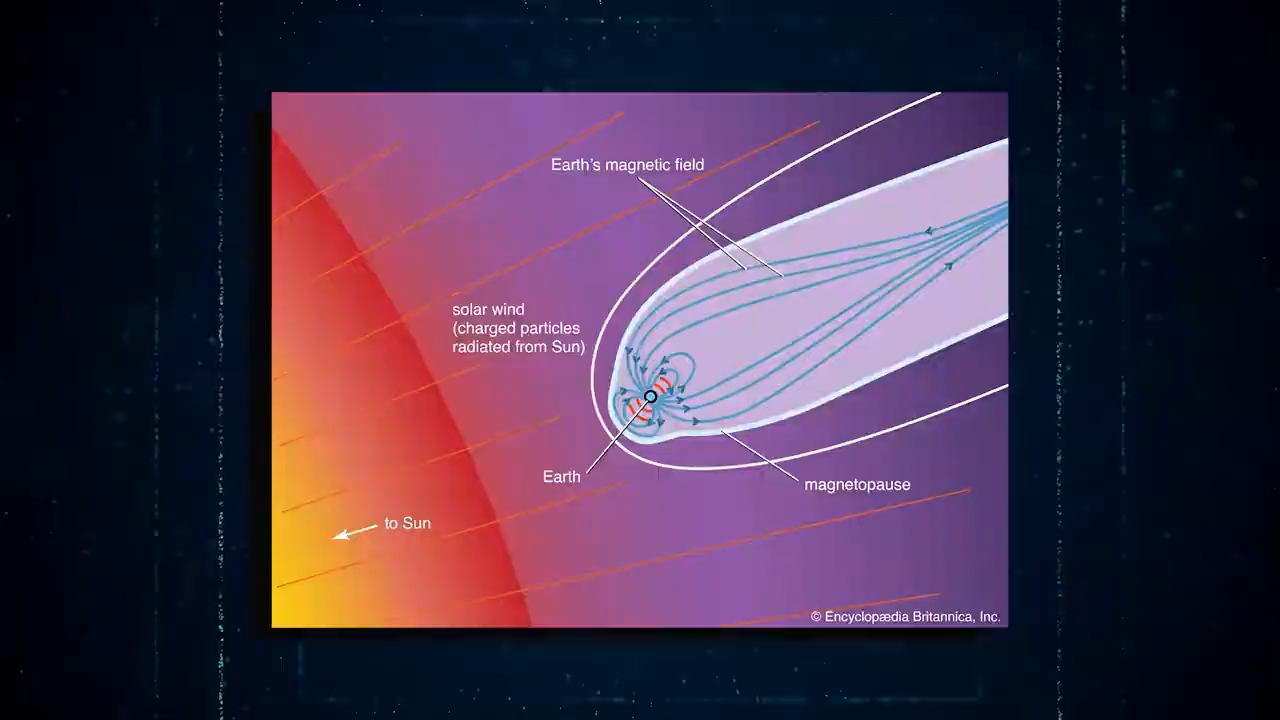 Earth's magnetic field
solar wind
(charged particles
radiated from Sun)
Earth
magnetopause
to Sun
© Encyclopædia Britannica, Inc.